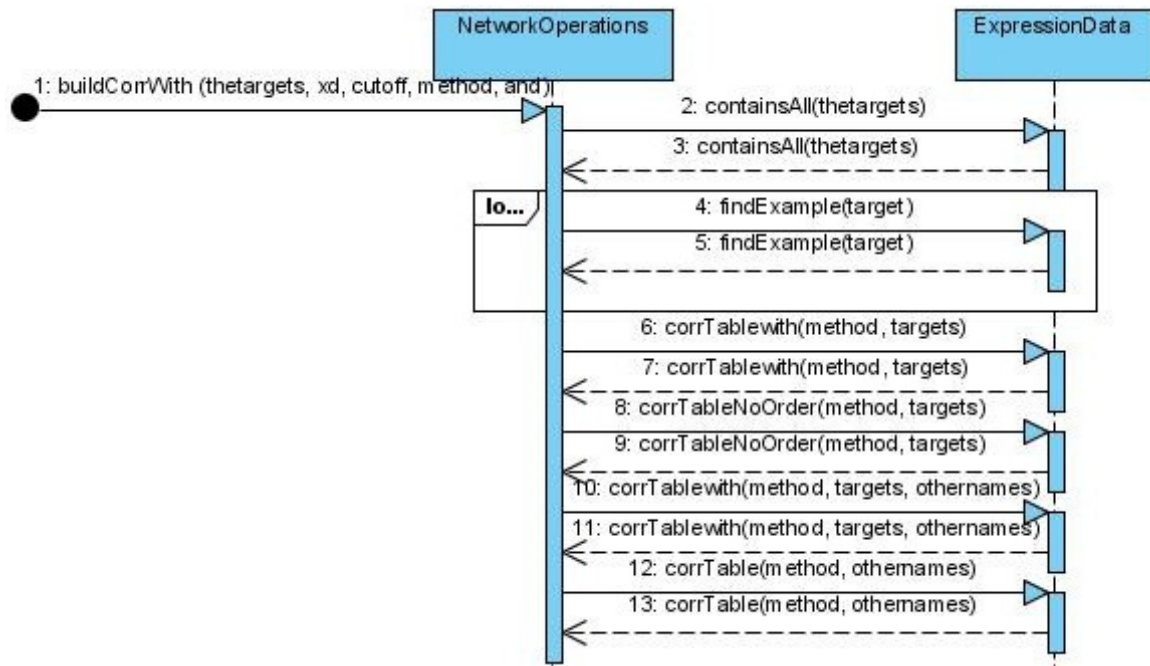 NetworkOperations
ExpressionData
1: buildCorrWith (thetargets, xd, cutoff, method, and)
2: containsAll(thetargets)
3: containsAll(thetargets)
lo...
4: findExample(target)
5: findExample(target)
6: corrTablewith(method, targets)
7: corrTablewith(method, targets)
8: corrTableNoOrder(method, targets)
9: corrTableNoOrder(method, targets)
10: corrTablewith(method, targets, othernames)
11: corrTablewith(method, targets, othernames)
12: corrTable(method, othernames)
13: corrTable(method, othernames)